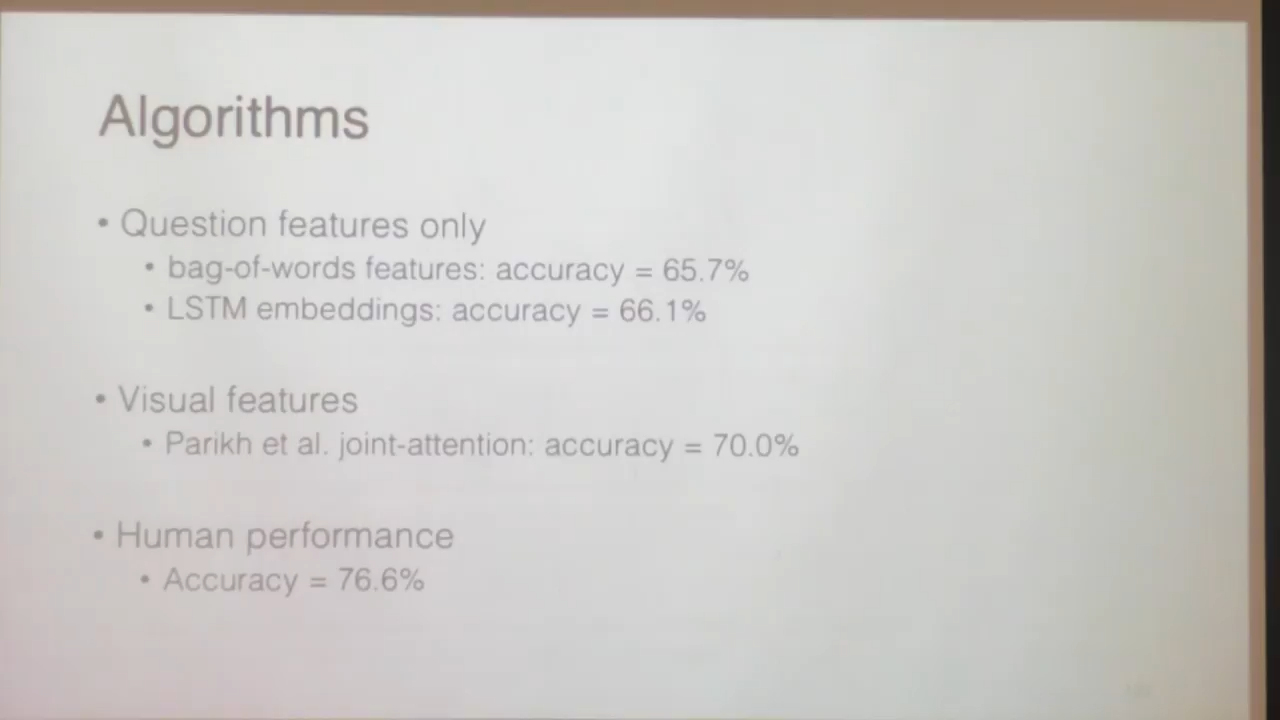 Algorithms
• Question features only
• bag-of-words features: accuracy = 65.7%
• LSTM embeddings: accuracy = 66.1%
• Visual features
• Parikh et al. joint-attention: accuracy = 70.0%
• Human performance
• Accuracy = 76.6%